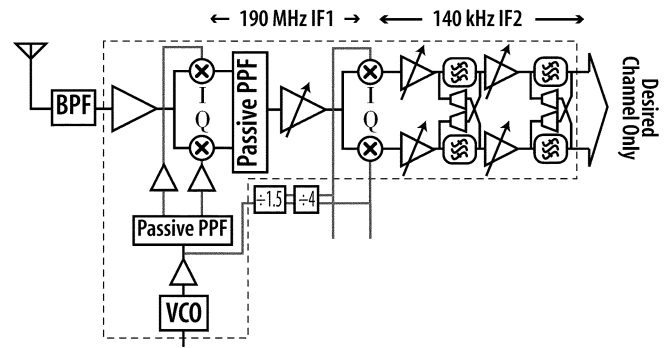 ← 190 MHz IF1 →
← 140 kHz IF2 →
BPF
I
Q
Passive PPF
I
Q
Desired
Channel Only
÷1.5
÷4
Passive PPF
VCO